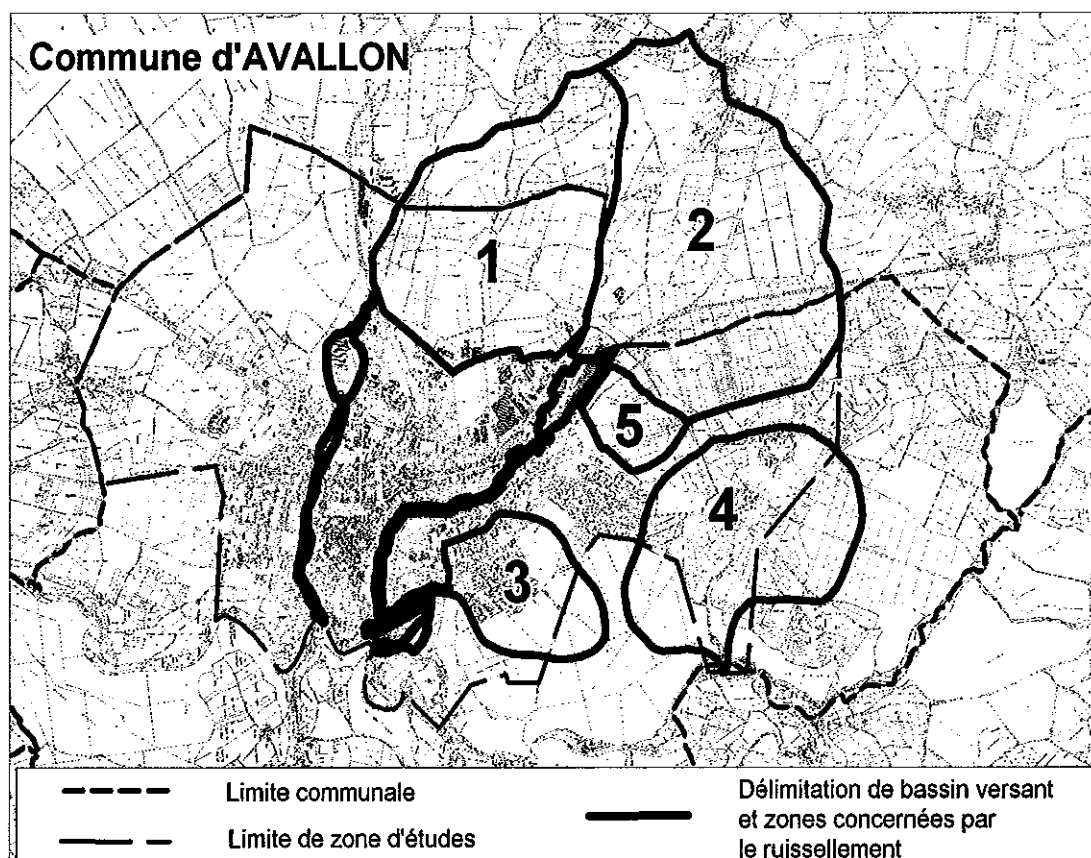 Commune d'AVALLON
1
2
5
4
3
Limite communale
Limite de zone d'études
Délimitation de bassin versant
et zones concernées par
le ruissellement